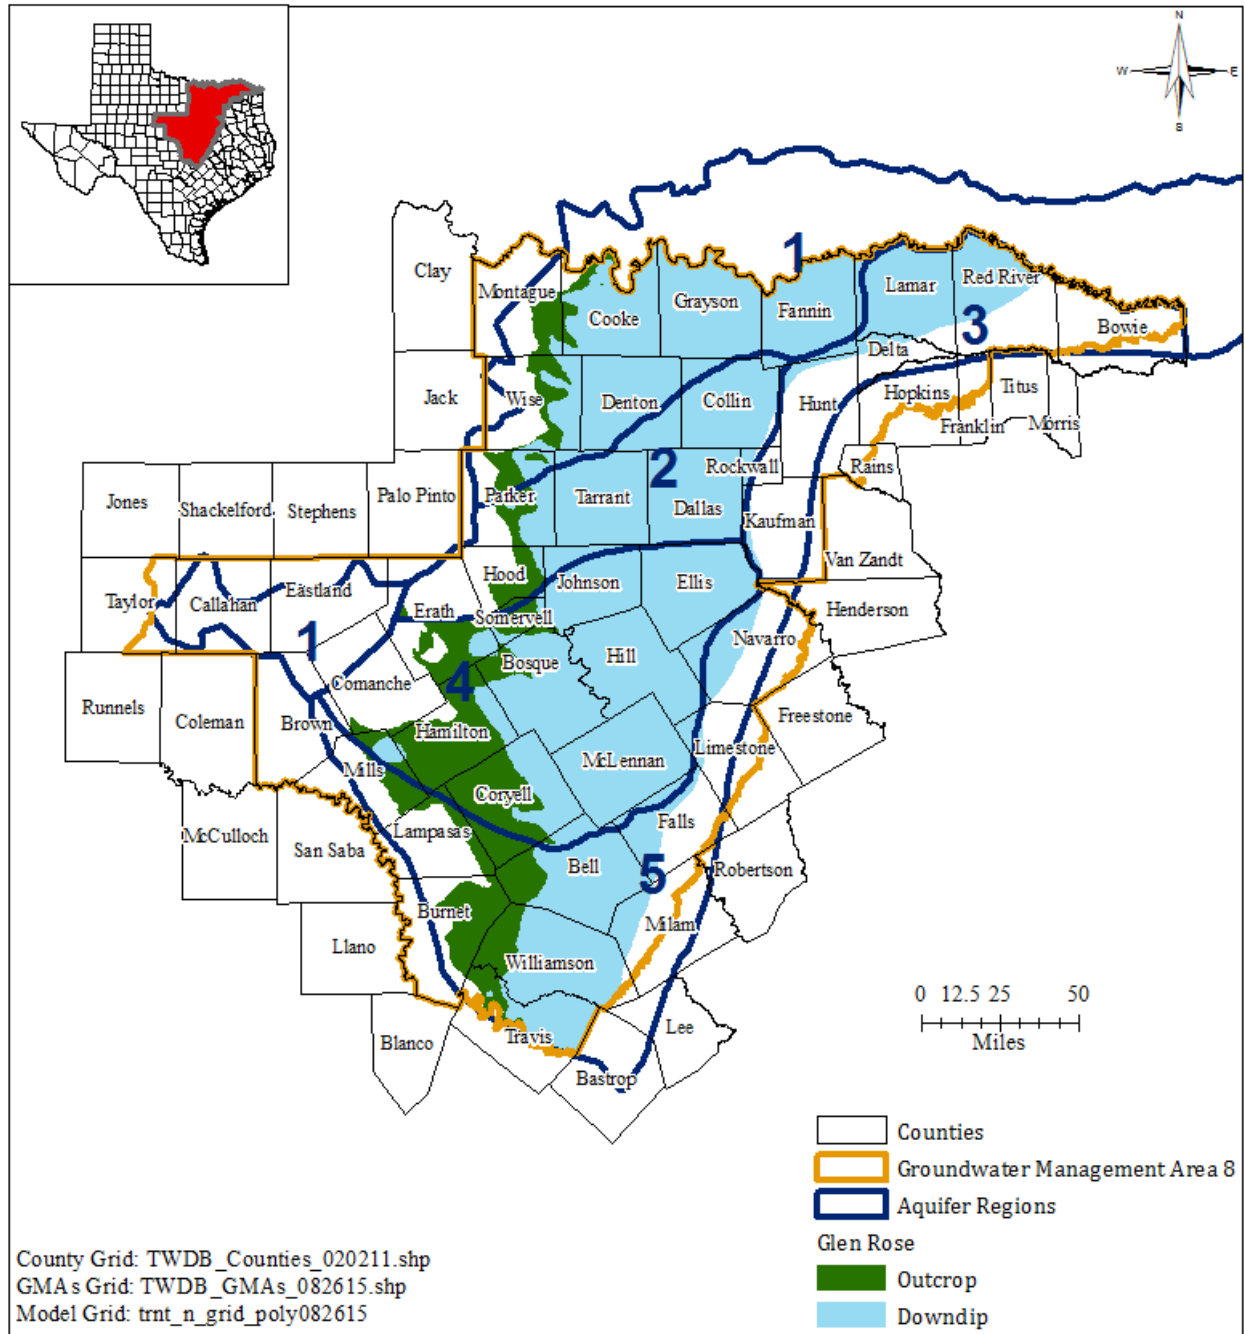 N
W E
S
1
Clay
Montague
Cooke
Grayson
Fannin
Lamar
Red River
3
Bowie
Delta
Jack
Wise
Denton
Collin
Hunt
Hopkins
Titus
Franklin
Morris
2
Rockwall
Rains
Jones
Shackelford
Stephens
Palo Pinto
Parker
Tarrant
Dallas
Kaufman
Van Zandt
Taylor
Callahan
Eastland
Erath
Hood
Johnson
Ellis
Henderson
Somervell
1
Navarro
Comanche
4
Bosque
Hill
Runnels
Coleman
Brown
Hamilton
Freestone
Mills
McLennan
Limestone
Coryell
McCulloch
San Saba
Lampasas
Falls
Bell
5
Robertson
Burnet
Milam
Llano
Williamson
Blanco
Travis
Lee
Bastrop
0 12.5 25 50
Miles
Counties
Groundwater Management Area 8
Aquifer Regions
Glen Rose
Outcrop
Downdip
County Grid: TWDB_Counties_020211.shp
GMAs Grid: TWDB_GMAs_082615.shp
Model Grid: trnt_n_grid_poly082615